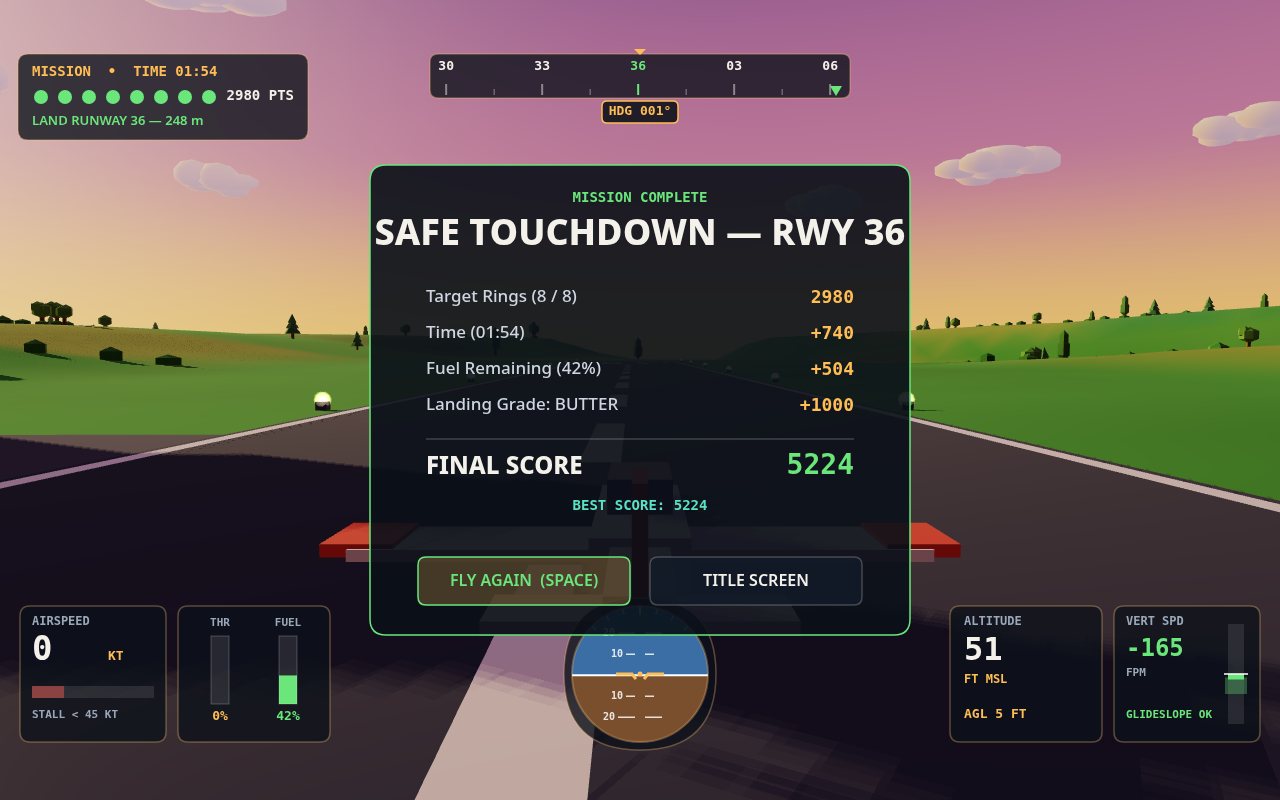 MISSION • TIME 01:54
2980 PTS
LAND RUNWAY 36 — 248 m
30 33 36 03 06
HDG 001°
MISSION COMPLETE
SAFE TOUCHDOWN — RWY 36
Target Rings (8 / 8) 2980
Time (01:54) +740
Fuel Remaining (42%) +504
Landing Grade: BUTTER +1000
FINAL SCORE 5224
BEST SCORE: 5224
FLY AGAIN (SPACE)
TITLE SCREEN
AIRSPEED
0 KT
STALL < 45 KT
THR FUEL
0% 42%
20
10
10
20
ALTITUDE
51
FT MSL
AGL 5 FT
VERT SPD
-165
FPM
GLIDESLOPE OK